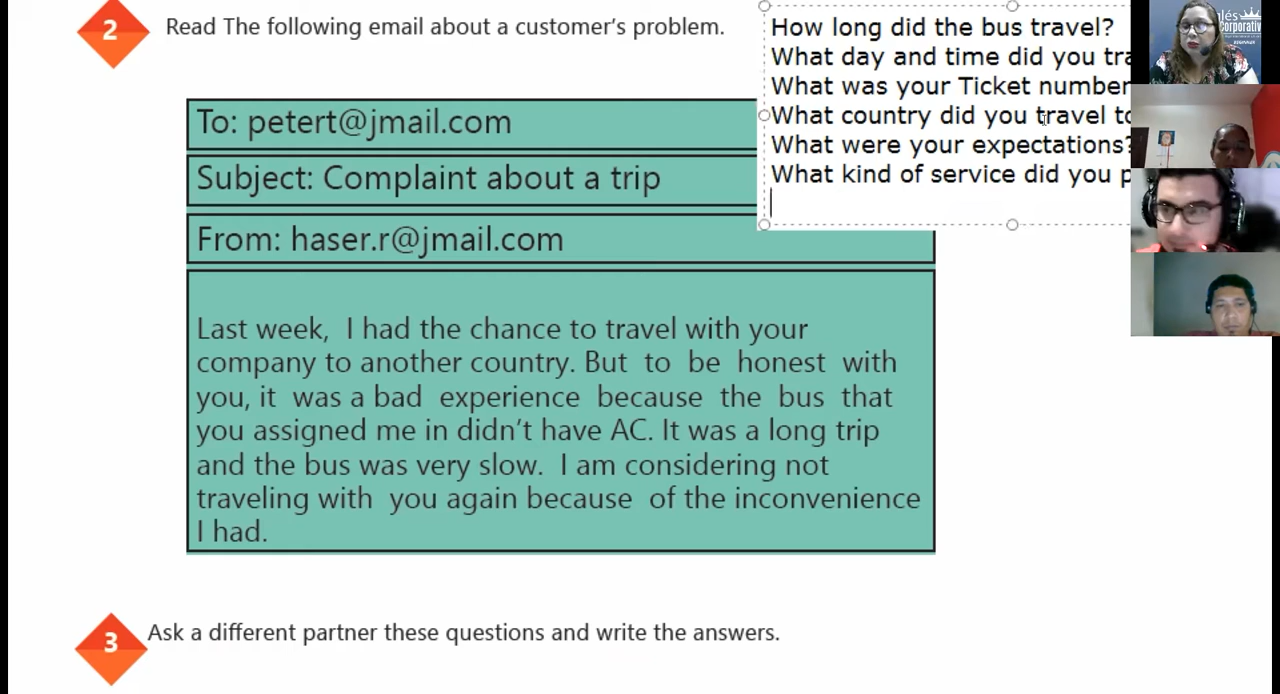 2
Read The following email about a customer's problem.
How long did the bus travel?
What day and time did you
What was your Ticket number
What country did you travel
What were your expectations?
What kind of service did you
To: petert@jmail.com
Subject: Complaint about a trip
From: haser.r@jmail.com
Last week, I had the chance to travel with your
company to another country. But to be honest with
you, it was a bad experience because the bus that
you assigned me in didn't have AC. It was a long trip
and the bus was very slow. I am considering not
traveling with you again because of the inconvenience
I had.
3
Ask a different partner these questions and write the answers.